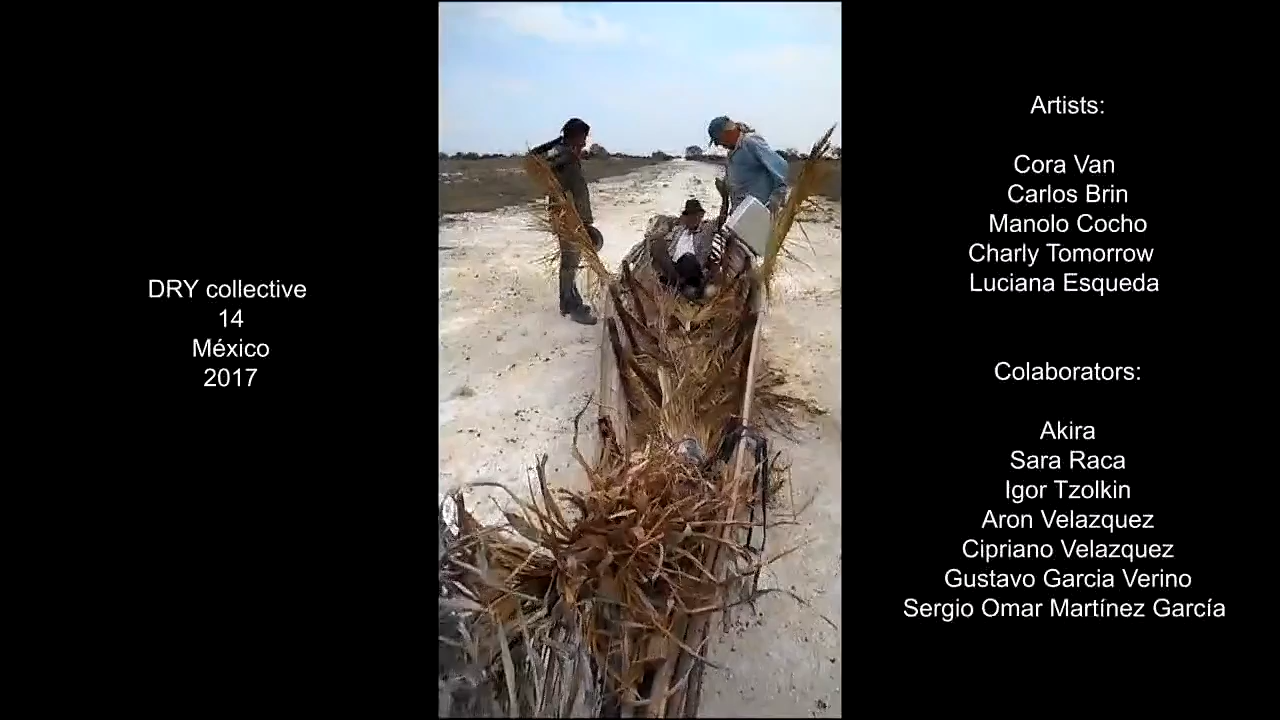 DRY collective
14
México
2017
Artists:
Cora Van
Carlos Brin
Manolo Cocho
Charly Tomorrow
Luciana Esqueda
Colaborators:
Akira
Sara Raca
Igor Tzolkin
Aron Velazquez
Cipriano Velazquez
Gustavo Garcia Verino
Sergio Omar Martínez García